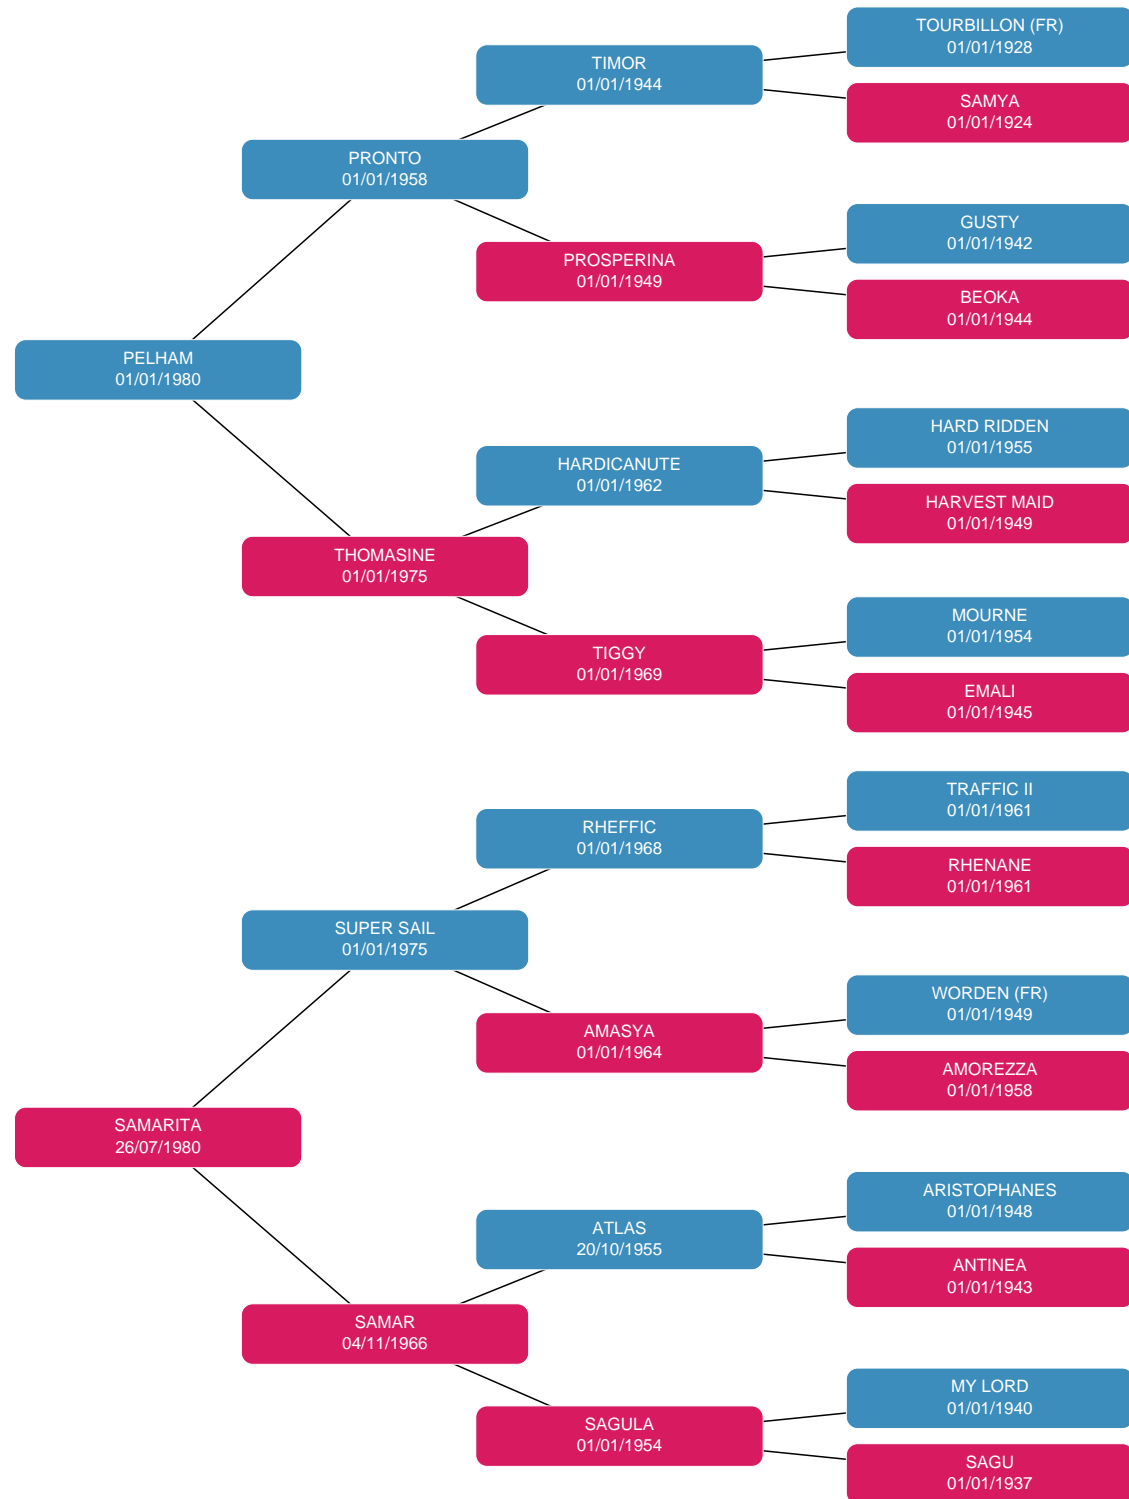 TOURBILLON (FR)
01/01/1928
TIMOR
01/01/1944
SAMYA
01/01/1924
PRONTO
01/01/1958
GUSTY
01/01/1942
PROSPERINA
01/01/1949
BEOKA
01/01/1944
PELHAM
01/01/1980
HARD RIDDEN
01/01/1955
HARDICANUTE
01/01/1962
HARVEST MAID
01/01/1949
THOMASINE
01/01/1975
MOURNE
01/01/1954
TIGGY
01/01/1969
EMALI
01/01/1945
TRAFFIC II
01/01/1961
RHEFFIC
01/01/1968
RHENANE
01/01/1961
SUPER SAIL
01/01/1975
WORDEN (FR)
01/01/1949
AMASYA
01/01/1964
AMOREZZA
01/01/1958
SAMARITA
26/07/1980
ARISTOPHANES
01/01/1948
ATLAS
20/10/1955
ANTINEA
01/01/1943
SAMAR
04/11/1966
MY LORD
01/01/1940
SAGULA
01/01/1954
SAGU
01/01/1937